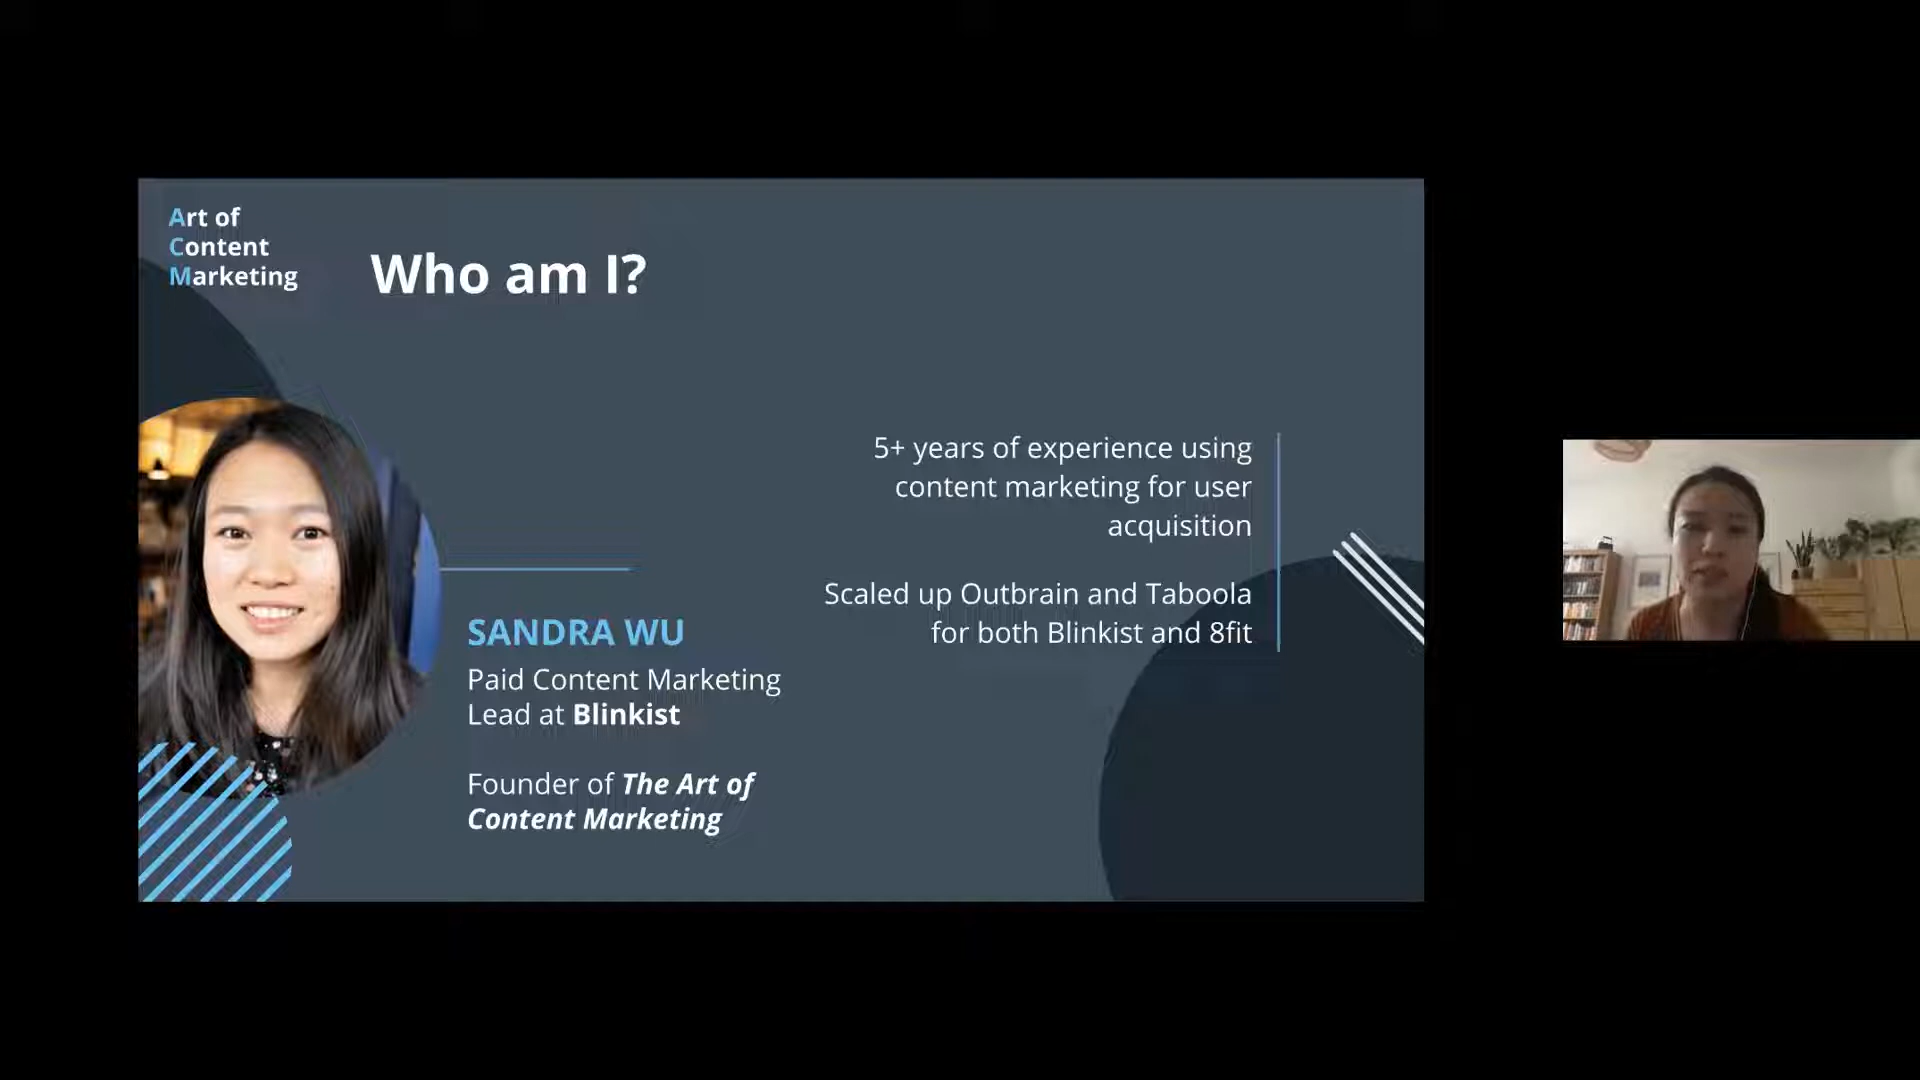 Art of
Content
Marketing
Who am I?
5+ years of experience using
content marketing for user
acquisition
Scaled up Outbrain and Taboola
for both Blinkist and 8fit
SANDRA WU
Paid Content Marketing
Lead at Blinkist
Founder of The Art of
Content Marketing